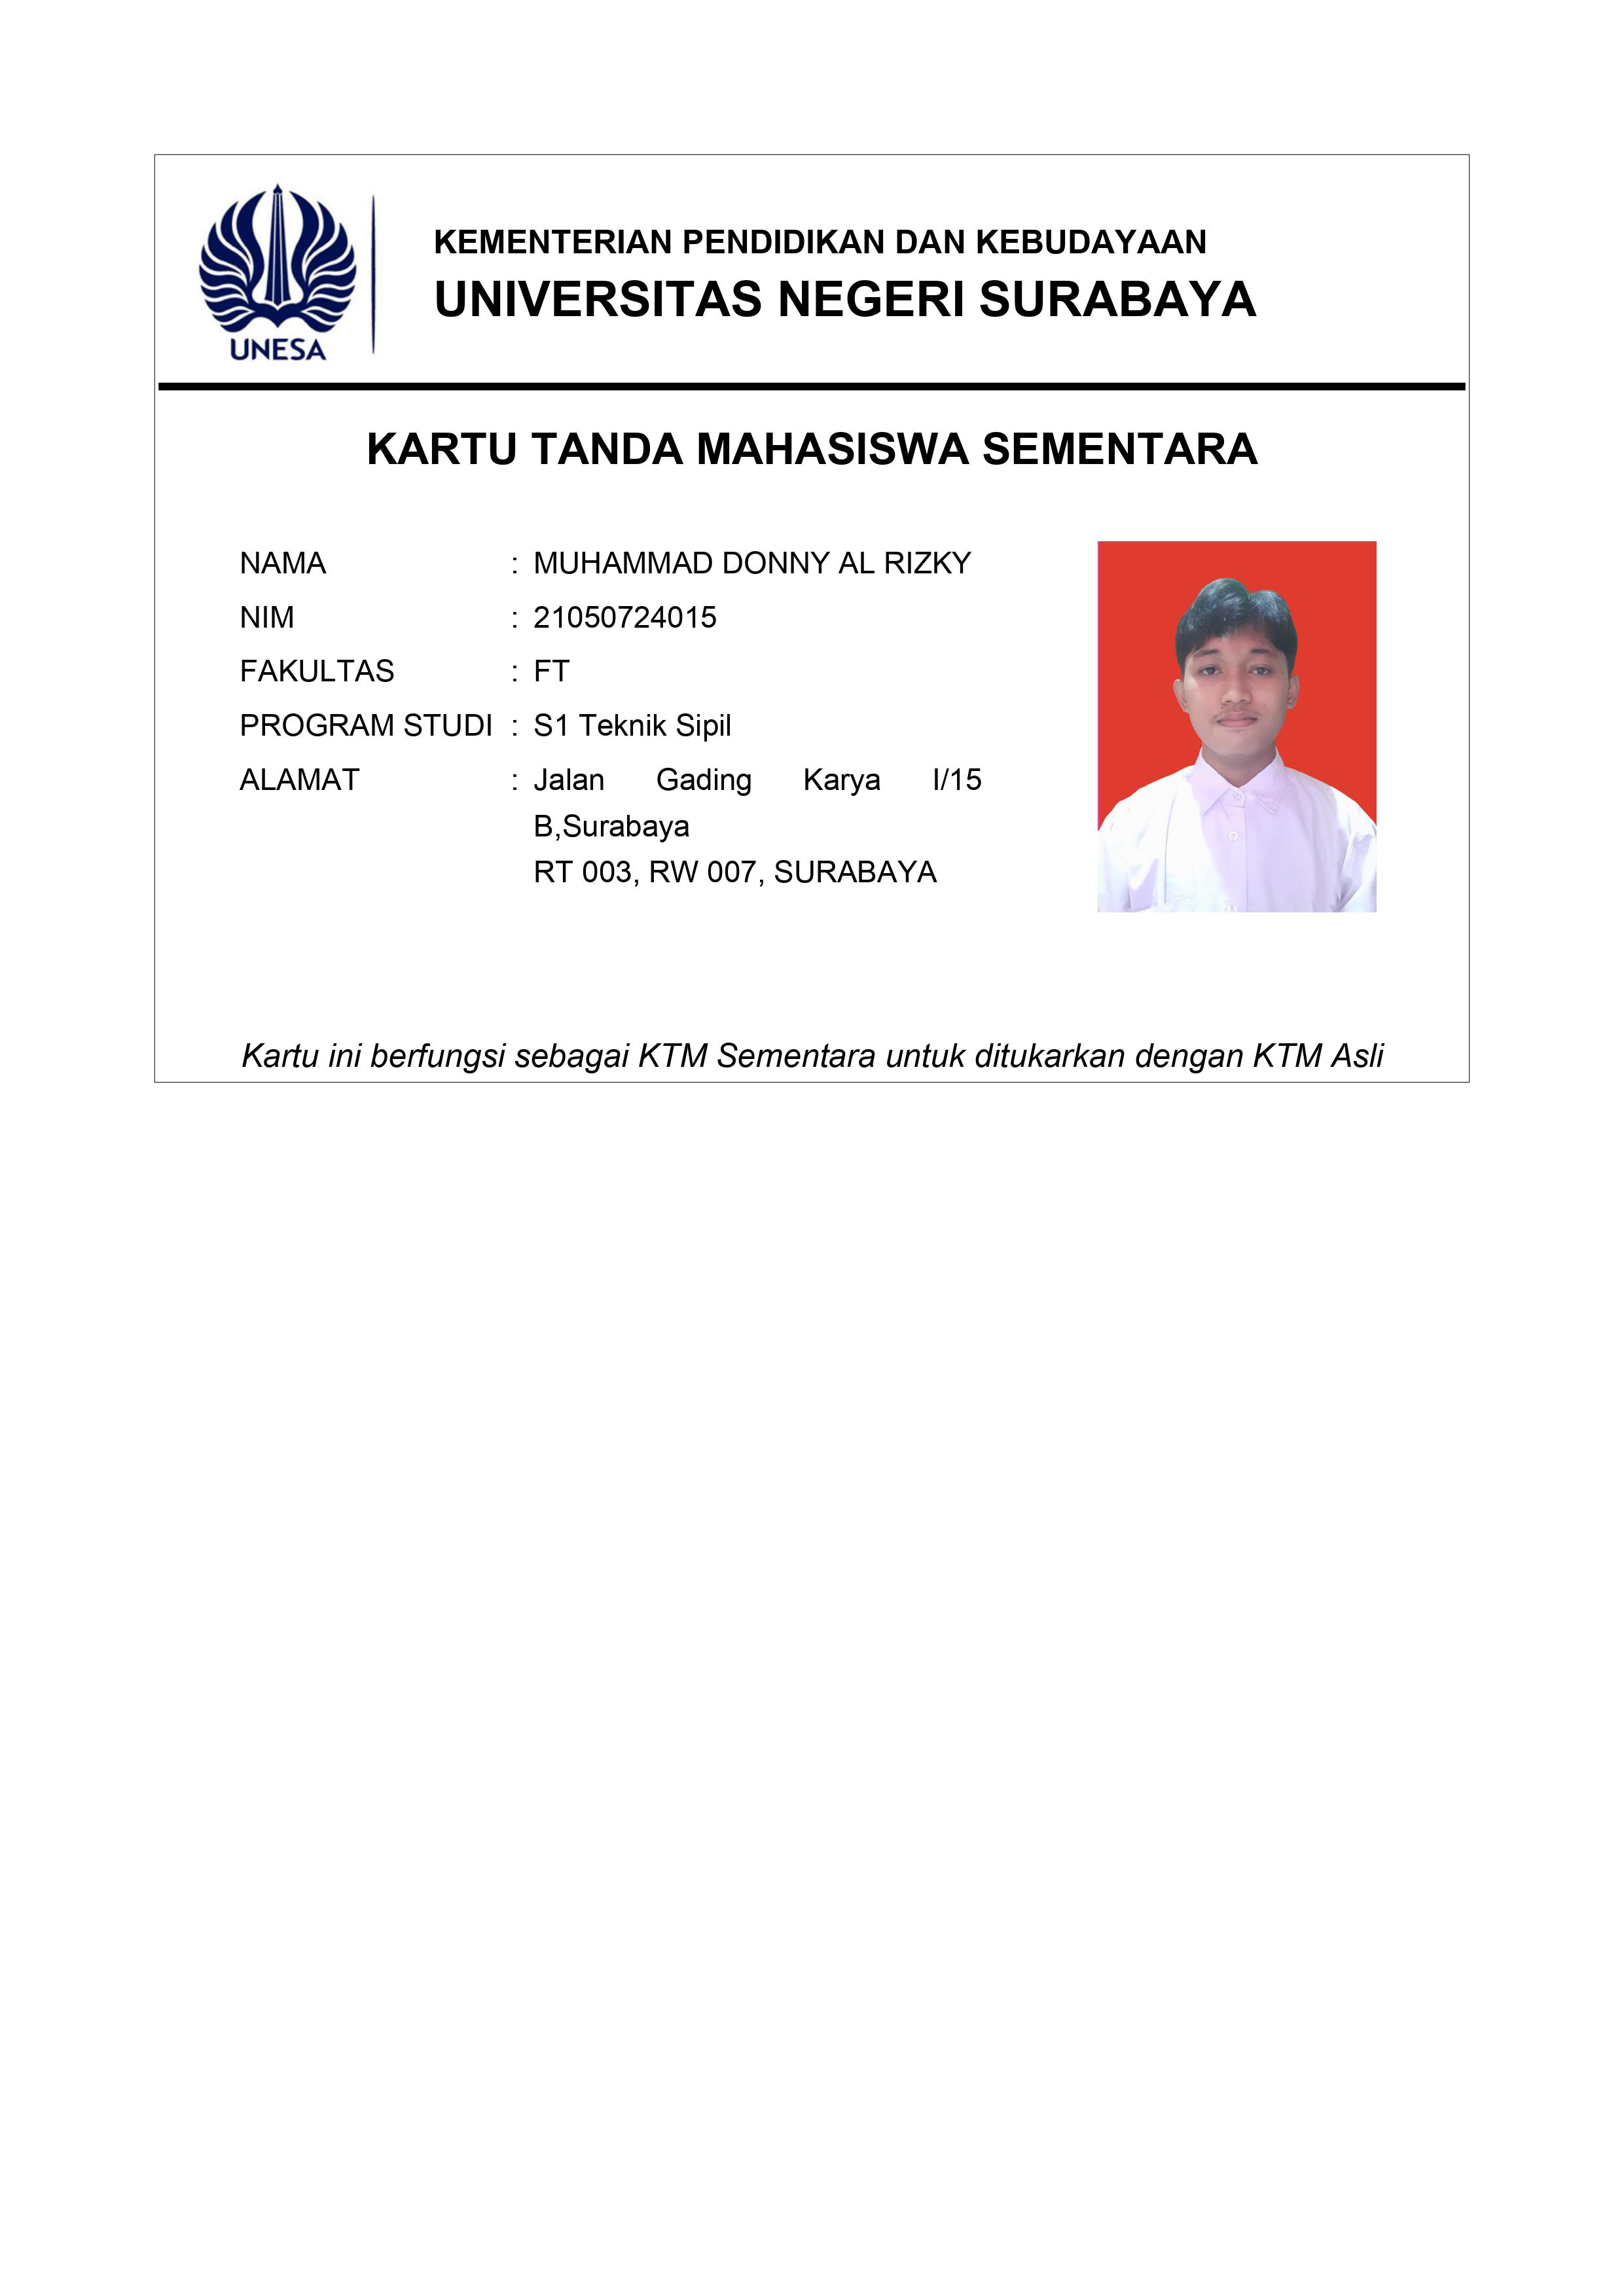 UNESA
KEMENTERIAN PENDIDIKAN DAN KEBUDAYAAN
UNIVERSITAS NEGERI SURABAYA
KARTU TANDA MAHASISWA SEMENTARA
NAMA : MUHAMMAD DONNY AL RIZKY
NIM : 21050724015
FAKULTAS : FT
PROGRAM STUDI : S1 Teknik Sipil
ALAMAT : Jalan Gading Karya I/15
B,Surabaya
RT 003, RW 007, SURABAYA
Kartu ini berfungsi sebagai KTM Sementara untuk ditukarkan dengan KTM Asli